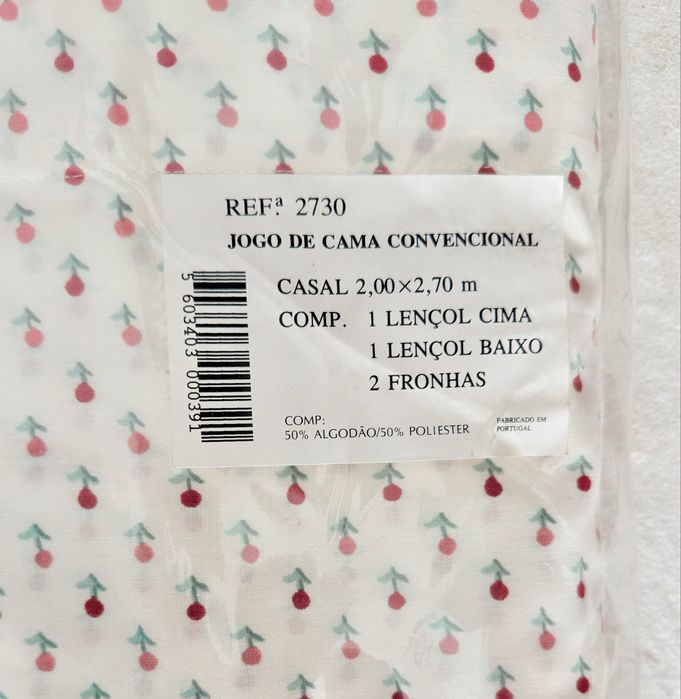 REF.ª 2730
JOGO DE CAMA CONVENCIONAL
CASAL 2,00×2,70 m
COMP. 1 LENÇOL CIMA
1 LENÇOL BAIXO
2 FRONHAS
COMP:
50% ALGODÃO/50% POLIESTER
FABRICADO EM
PORTUGAL
5 603403 000391